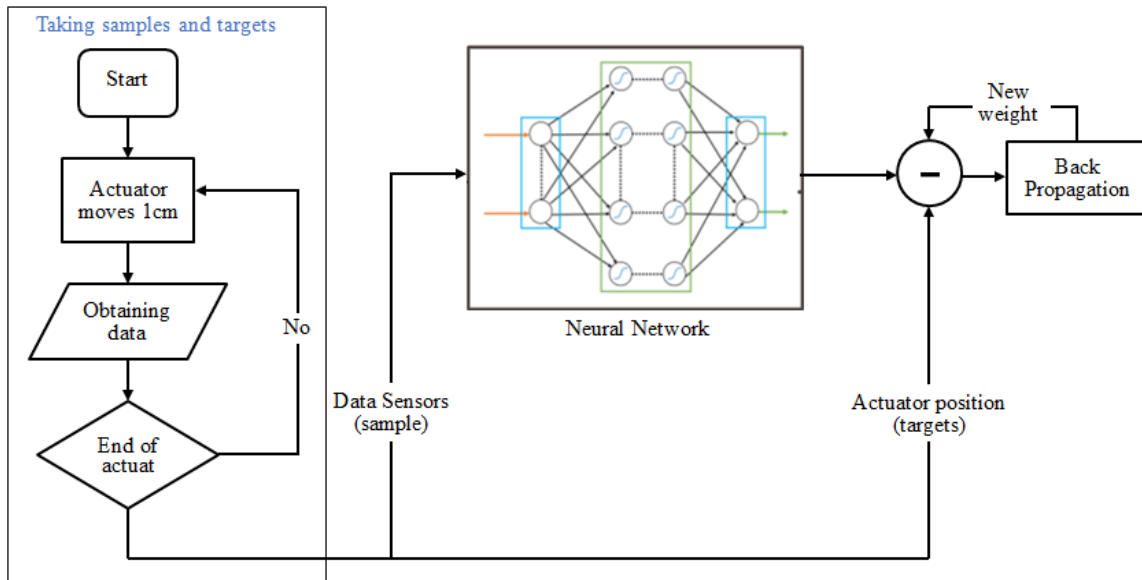 Taking samples and targets
Start
Actuator
moves 1cm
Obtaining
data
No
End of
actuat
Data Sensors
(sample)
Neural Network
New
weight
-
Back
Propagation
Actuator position
(targets)